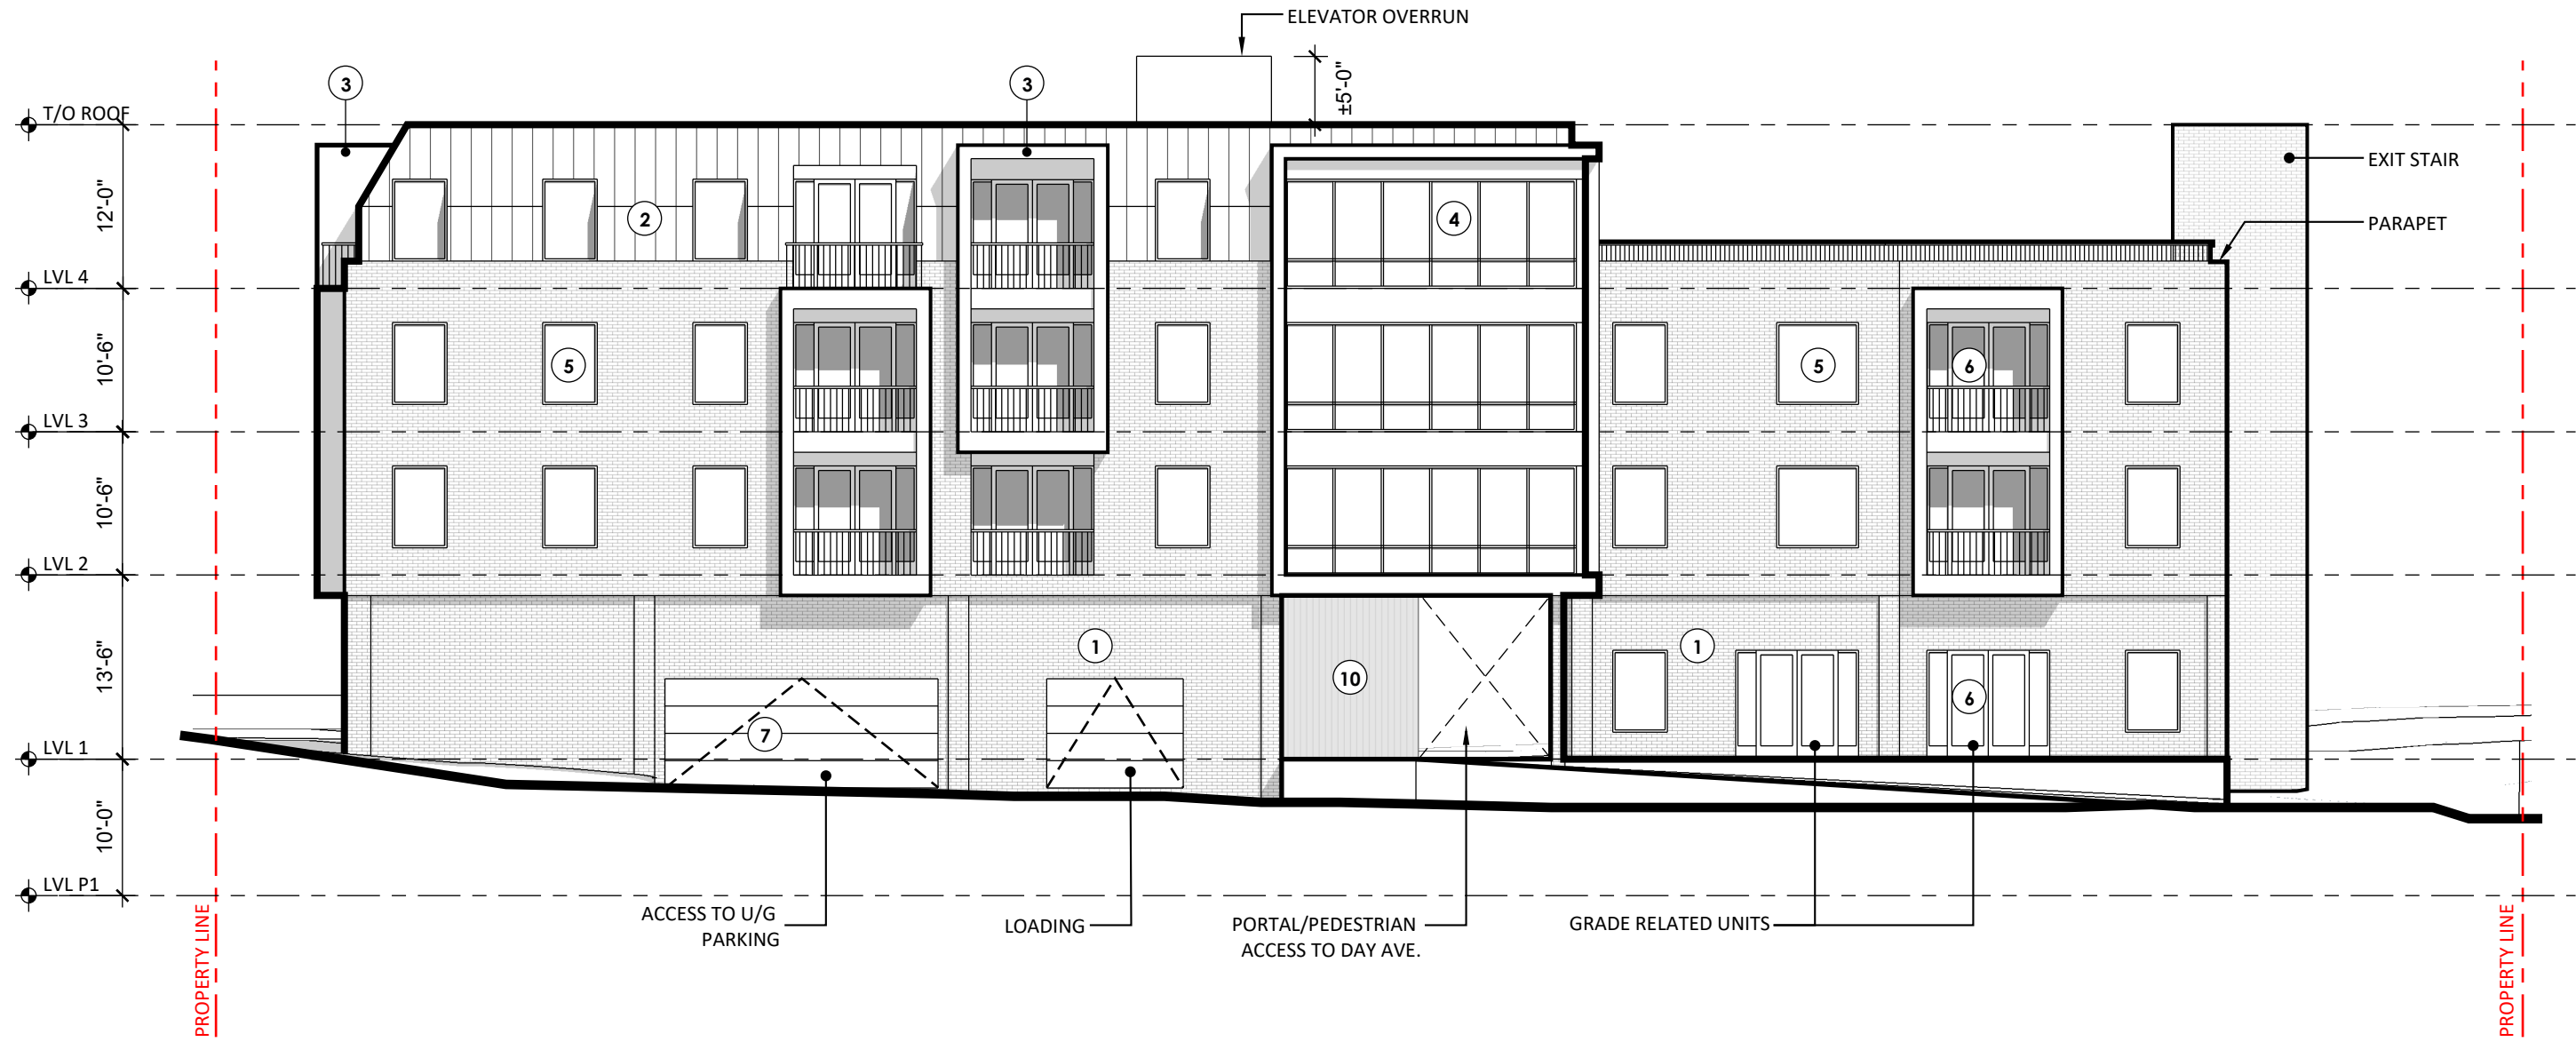 ELEVATOR OVERRUN
±5'-0"
3
3
T/O ROOF
EXIT STAIR
12'-0"
2
4
PARAPET
LVL 4
10'-6"
5
5
6
LVL 3
10'-6"
LVL 2
13'-6"
1
1
10
6
7
LVL 1
10'-0"
LVL P1
ACCESS TO U/G
PARKING
LOADING
PORTAL/PEDESTRIAN
ACCESS TO DAY AVE.
GRADE RELATED UNITS
PROPERTY LINE
PROPERTY LINE